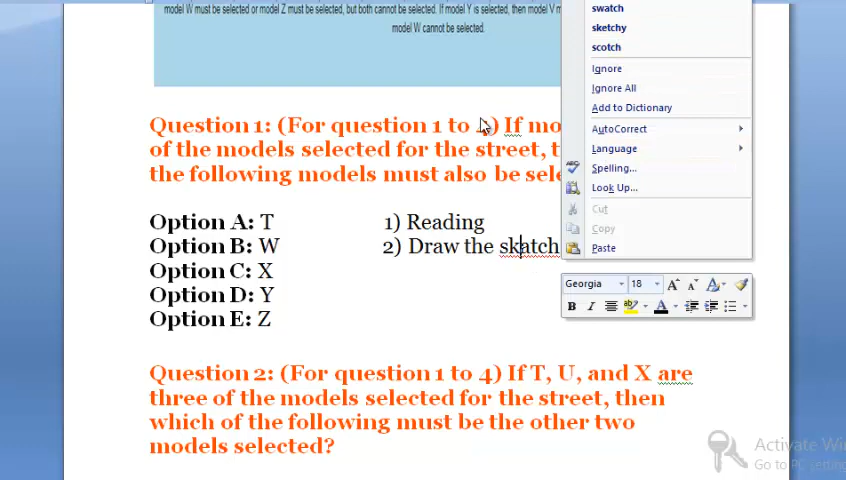 model W must be selected or model Z must be selected, but both cannot be selected. If model Y is selected, then model V m
model W cannot be selected.
swatch
sketchy
scotch
Ignore
Ignore All
Add to Dictionary
AutoCorrect
Language
Spelling...
Look Up...
Cut
Copy
Paste
Georgia 18
Question 1: (For question 1 to 4) If mo
of the models selected for the street, t
the following models must also be sele
Option A: T 1) Reading
Option B: W 2) Draw the skatch
Option C: X
Option D: Y
Option E: Z
Question 2: (For question 1 to 4) If T, U, and X are
three of the models selected for the street, then
which of the following must be the other two
models selected?
Activate Wi
Go to PC setting